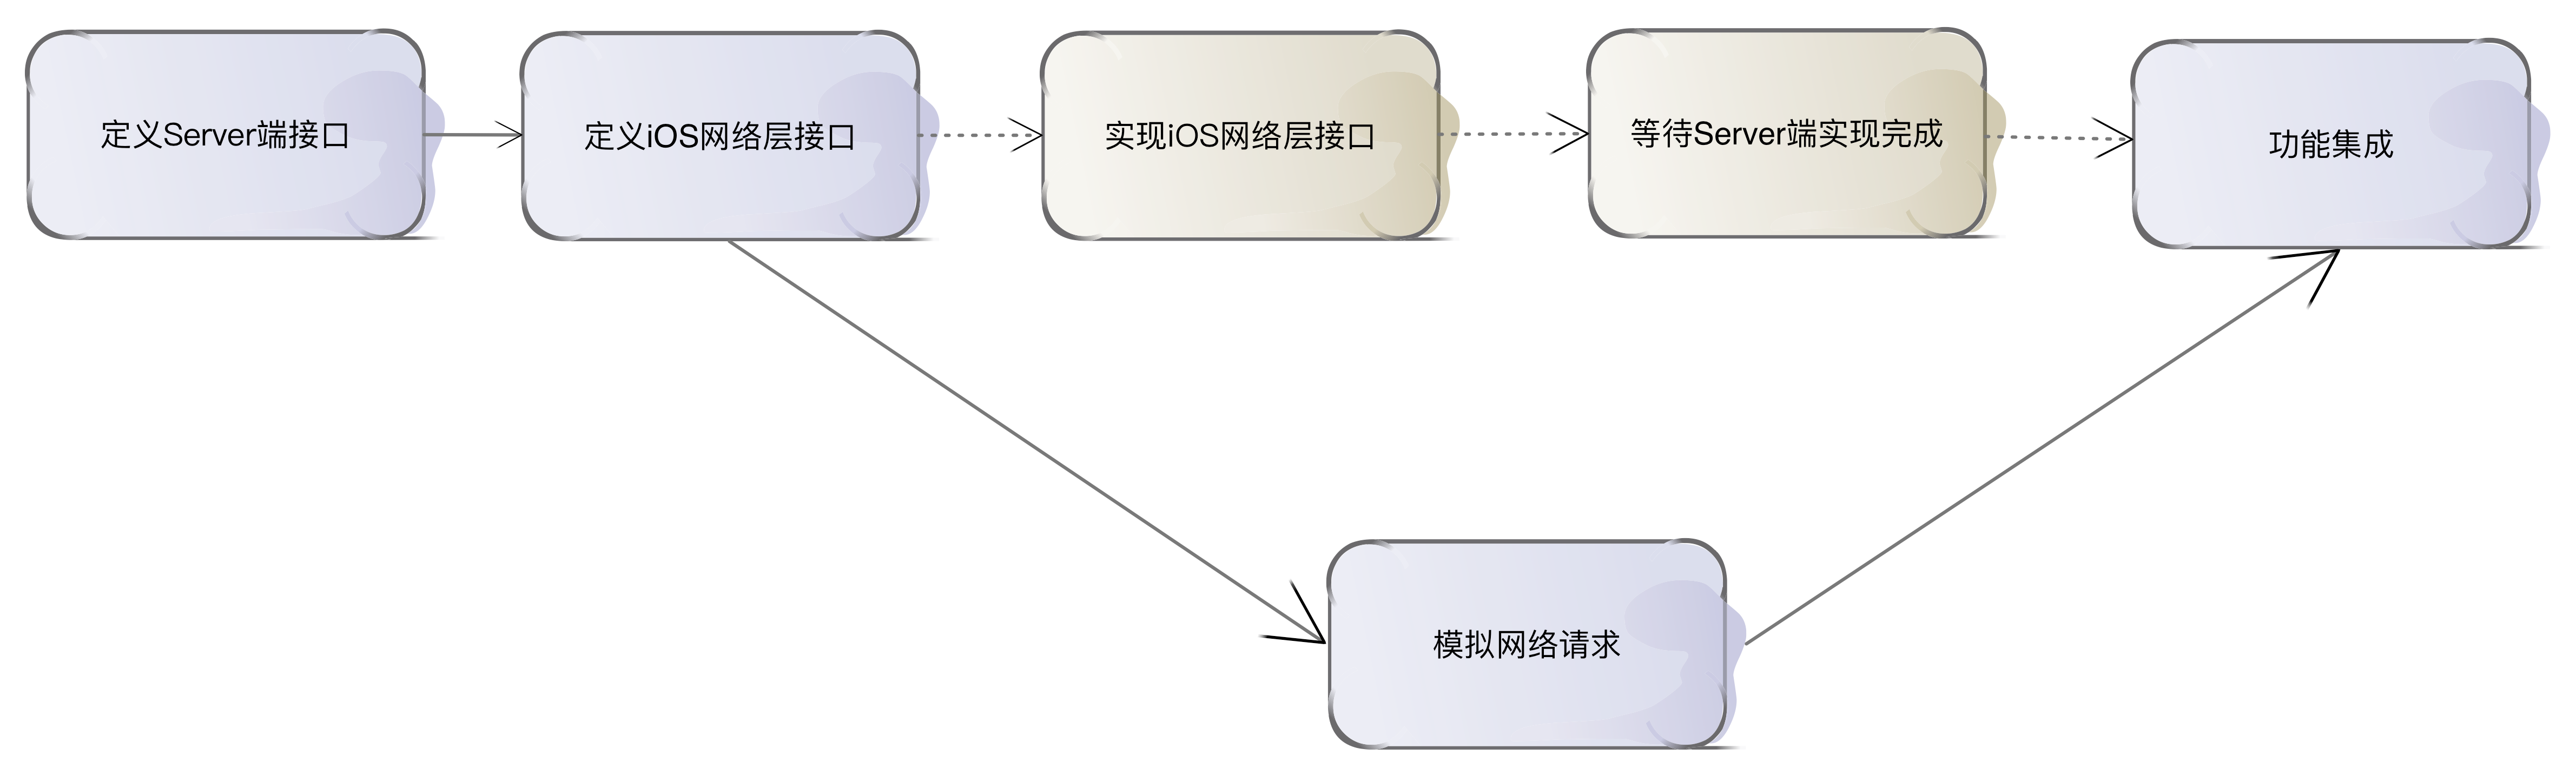 定义Server端接口
定义iOS网络层接口
实现iOS网络层接口
等待Server端实现完成
功能集成
模拟网络请求